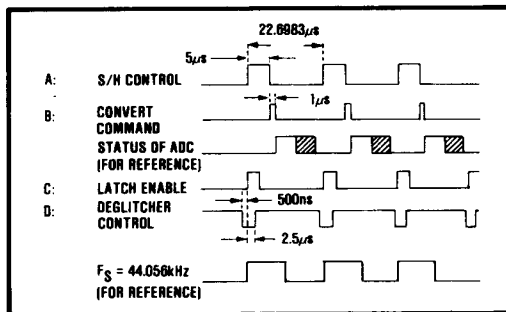 22.6983µs
5µs
A: S/H CONTROL
1µs
B: CONVERT
COMMAND
STATUS OF ADC
(FOR REFERENCE)
C: LATCH ENABLE
500ns
D: DEGLITCHER
CONTROL
2.5µs
FS = 44.056kHz
(FOR REFERENCE)